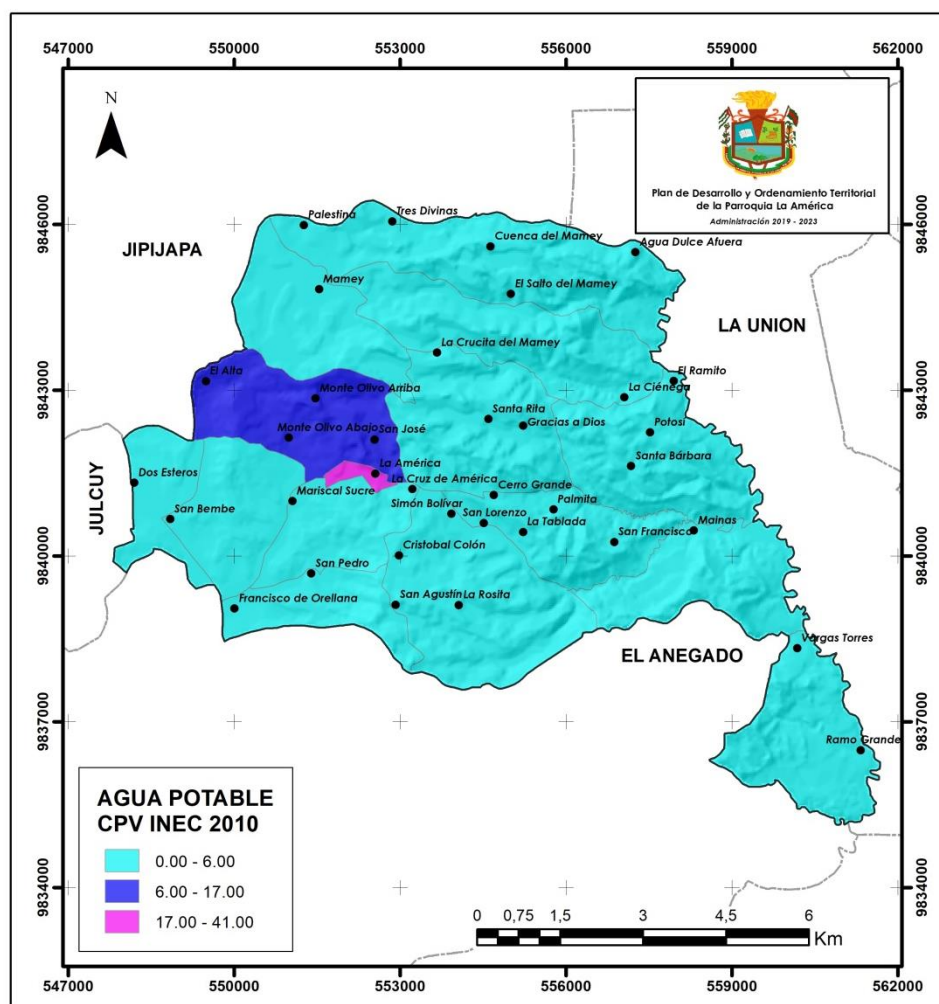 547000 550000 553000 556000 559000 562000
N
Plan de Desarrollo y Ordenamiento Territorial
de la Parroquia La América
Administración 2019 - 2023
9846000
9846000
Palestina
Tres Divinas
Cuenca del Mamey
Agua Dulce Afuera
JIPIJAPA
Mamey
El Salto del Mamey
LA UNION
La Crucita del Mamey
9843000
9843000
El Alta
Monte Olivo Arriba
El Ramito
La Ciénega
Santa Rita
Gracias a Dios
Potosí
Monte Olivo Abajo
San José
Santa Bárbara
La América
Dos Esteros
La Cruz de América
Mariscal Sucre
Cerro Grande
San Bembe
Simón Bolívar
Palmita
San Lorenzo
La Tablada
San Francisco
Mainas
JULCUY
9840000
9840000
Cristobal Colón
San Pedro
Francisco de Orellana
San Agustín
La Rosita
Vargas Torres
EL ANEGADO
9837000
9837000
Ramo Grande
AGUA POTABLE
CPV INEC 2010
0.00 - 6.00
6.00 - 17.00
17.00 - 41.00
9834000
9834000
0 0,75 1,5 3 4,5 6
Km
547000 550000 553000 556000 559000 562000